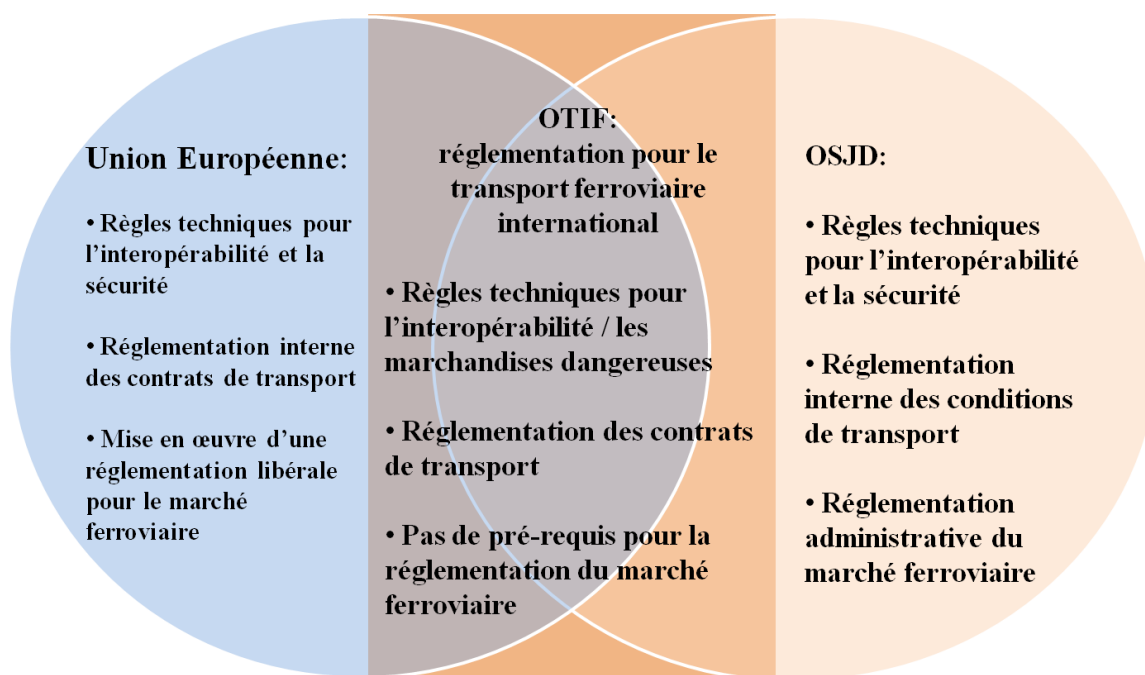 Union Européenne:
• Règles techniques pour
l’interopérabilité et la
sécurité
• Réglementation interne
des contrats de transport
• Mise en œuvre d’une
réglementation libérale
pour le marché
ferroviaire
OTIF:
réglementation pour le
transport ferroviaire
international
• Règles techniques pour
l’interopérabilité / les
marchandises dangereuses
• Réglementation des contrats
de transport
• Pas de pré-requis pour la
réglementation du marché
ferroviaire
OSJD:
• Règles techniques
pour l’interopérabilité
et la sécurité
• Réglementation
interne des conditions
de transport
• Réglementation
administrative du
marché ferroviaire